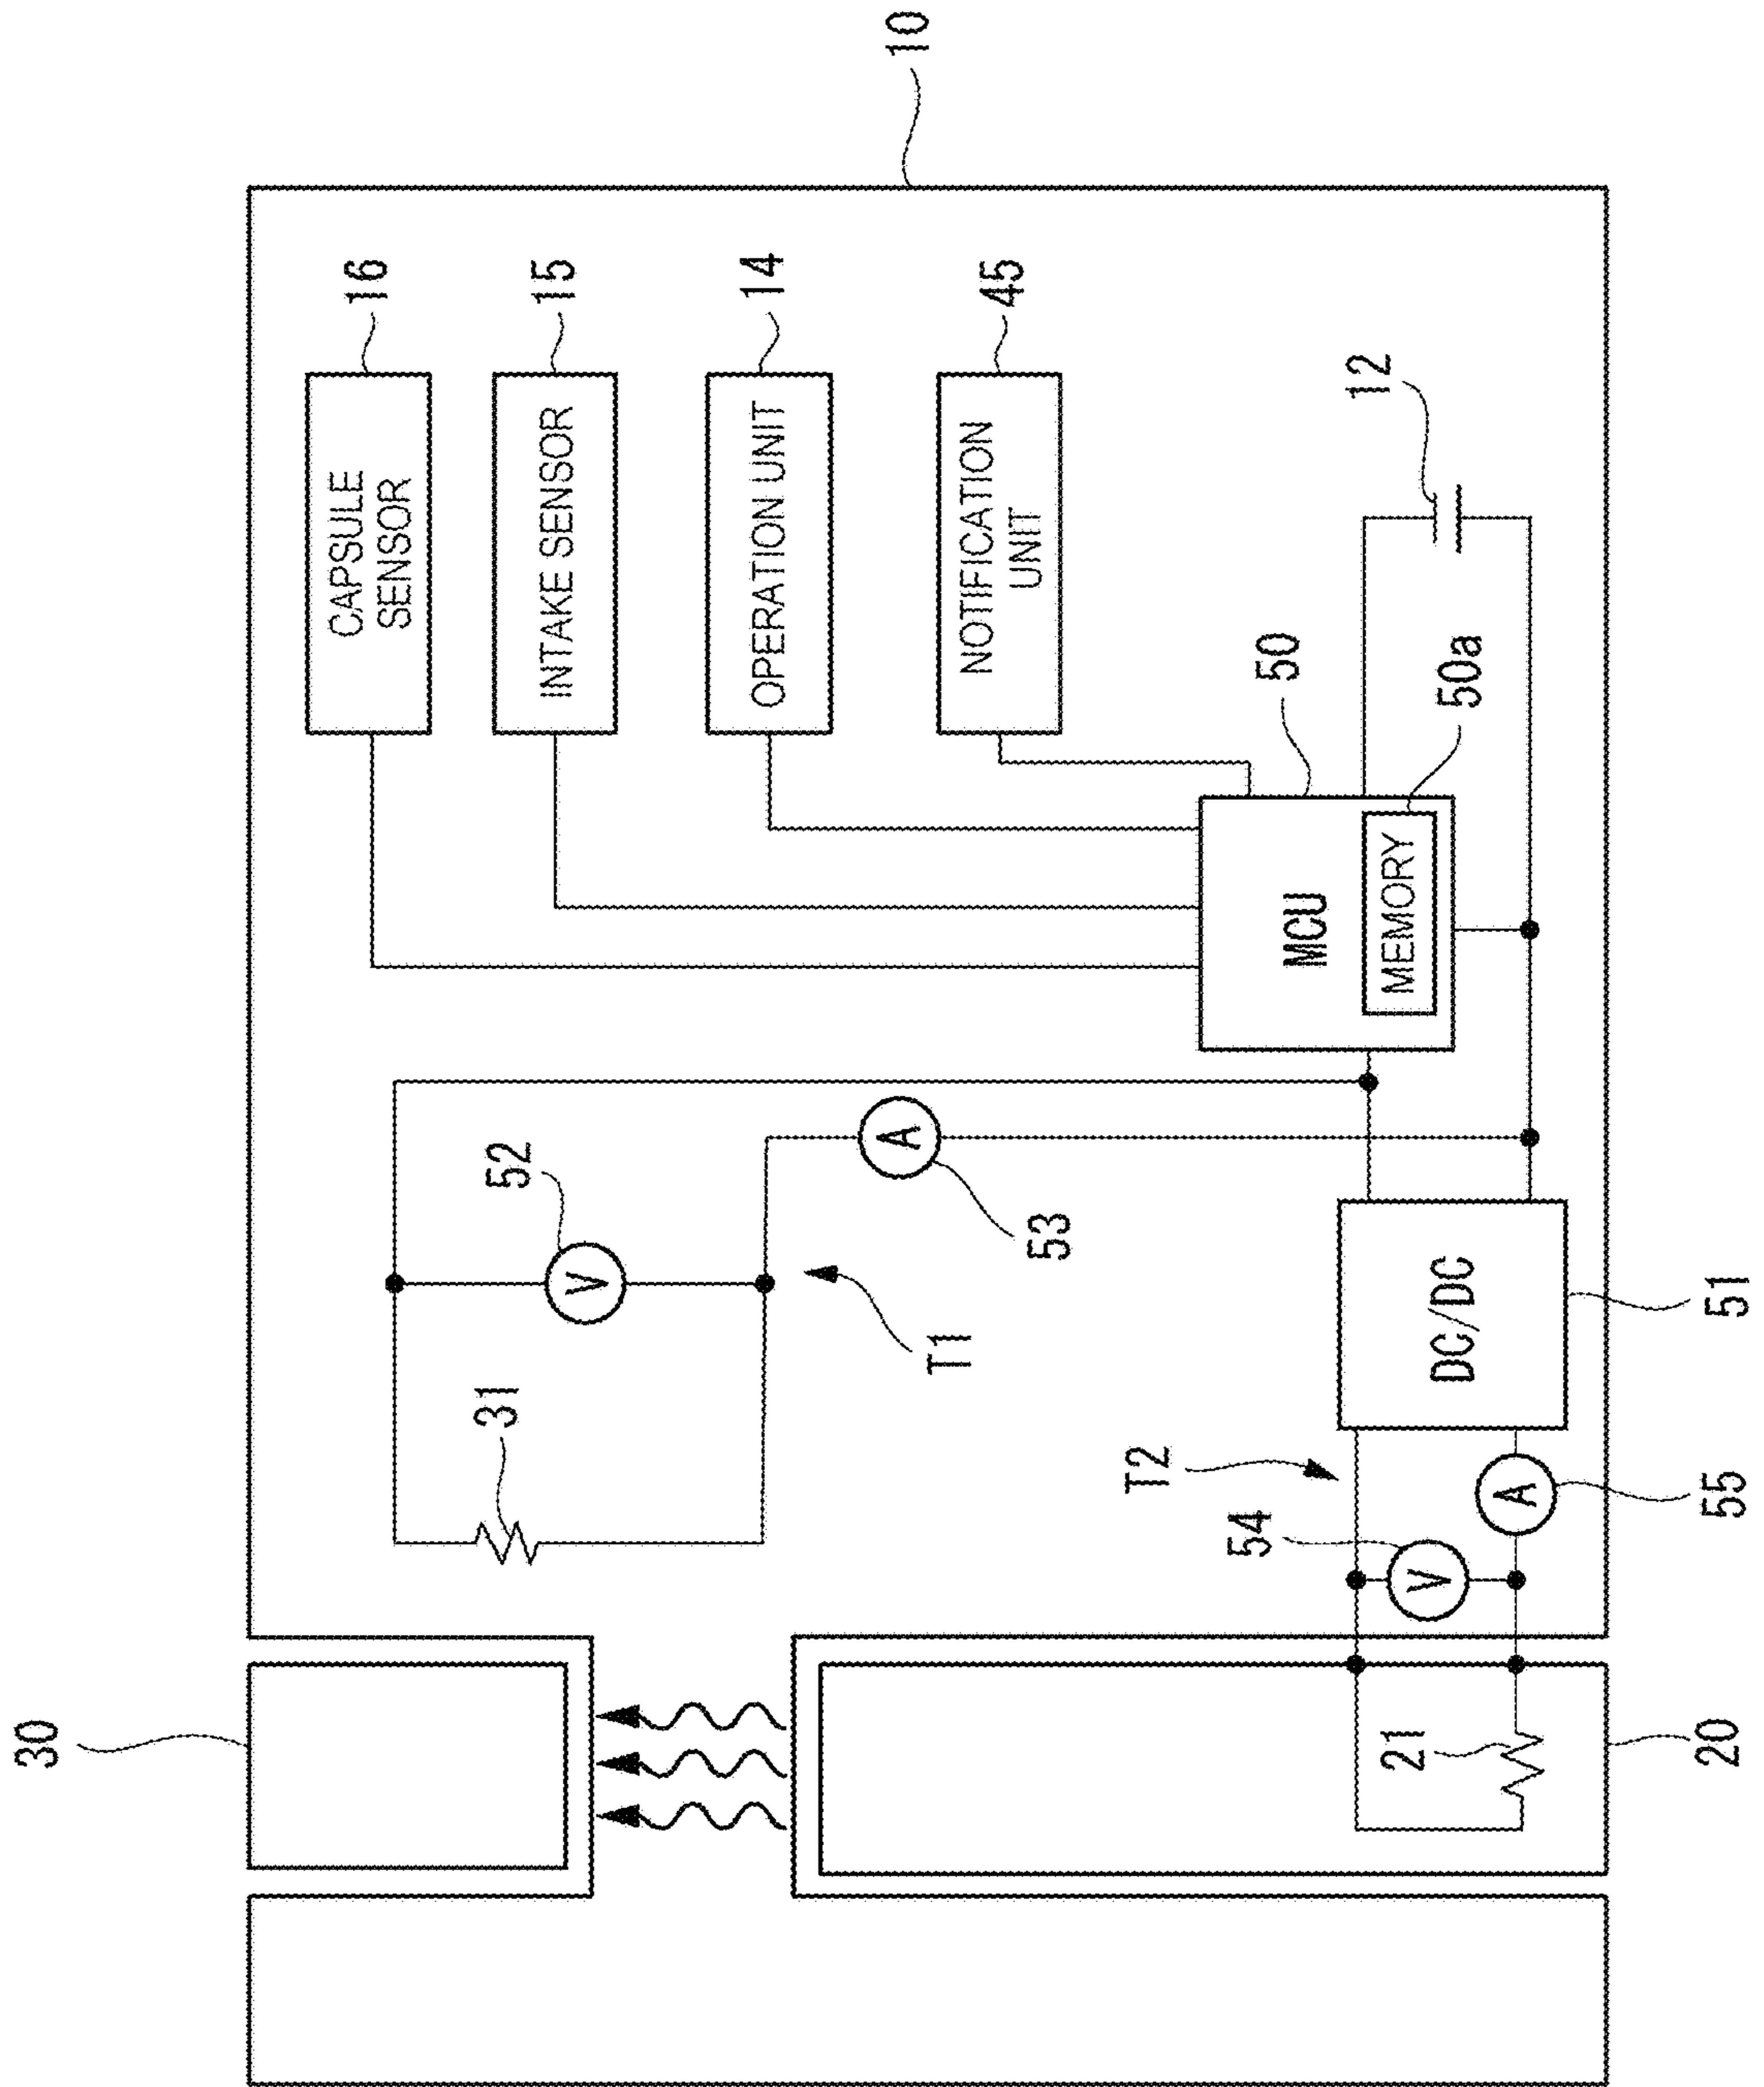 10
16
CAPSULE
SENSOR
15
INTAKE SENSOR
14
OPERATION UNIT
45
NOTIFICATION
UNIT
12
50
50a
MCU
MEMORY
52
V
A
53
T1
31
DC/DC
51
T2
54
V
A
55
30
21
20